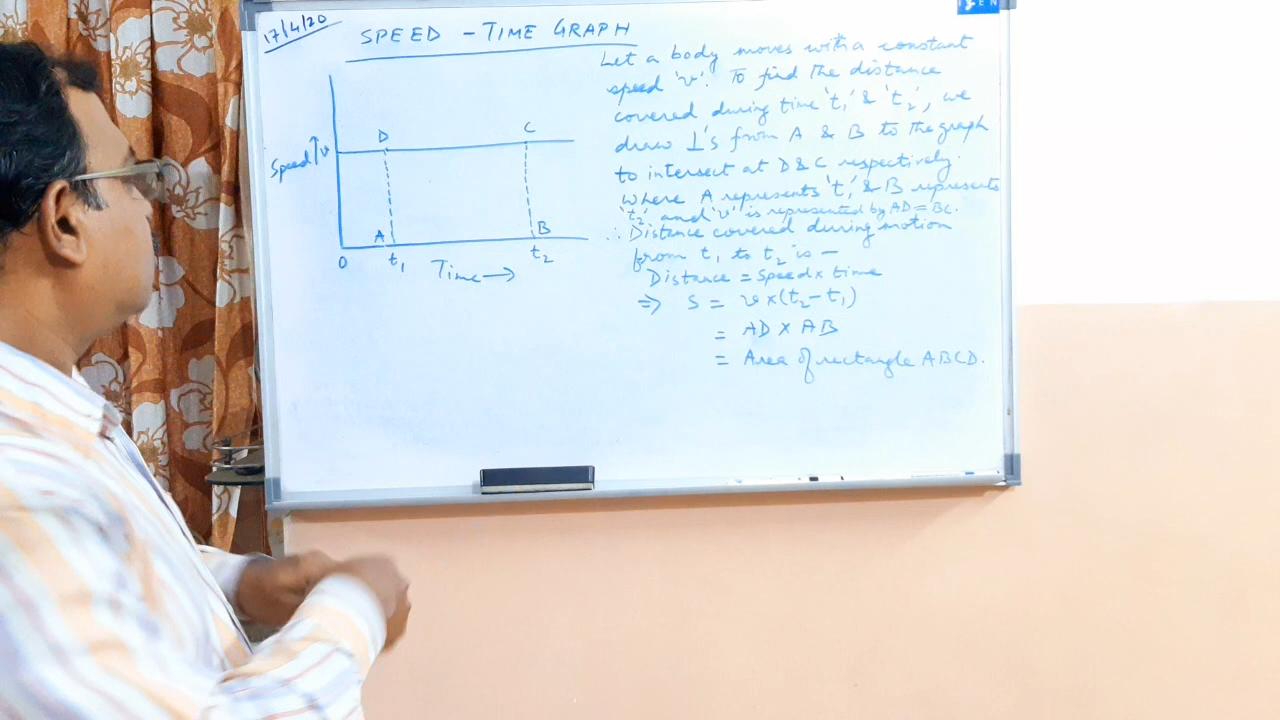 17/4/20
SPEED - TIME GRAPH
Speed ↑ v
D
C
A
B
0
t₁
t₂
Time →
Let a body moves with a constant
speed 'v'. To find the distance
covered during time 't₁' & 't₂', we
draw ⊥'s from A & B to the graph
to intersect at D & C respectively.
where A represents 't₁' & B represents
't₂' and 'v' is represented by AD = BC.
∴ Distance covered during motion
from t₁ to t₂ is —
Distance = Speed × time
⇒ S = v × (t₂ - t₁)
= AD × AB
= Area of rectangle ABCD.